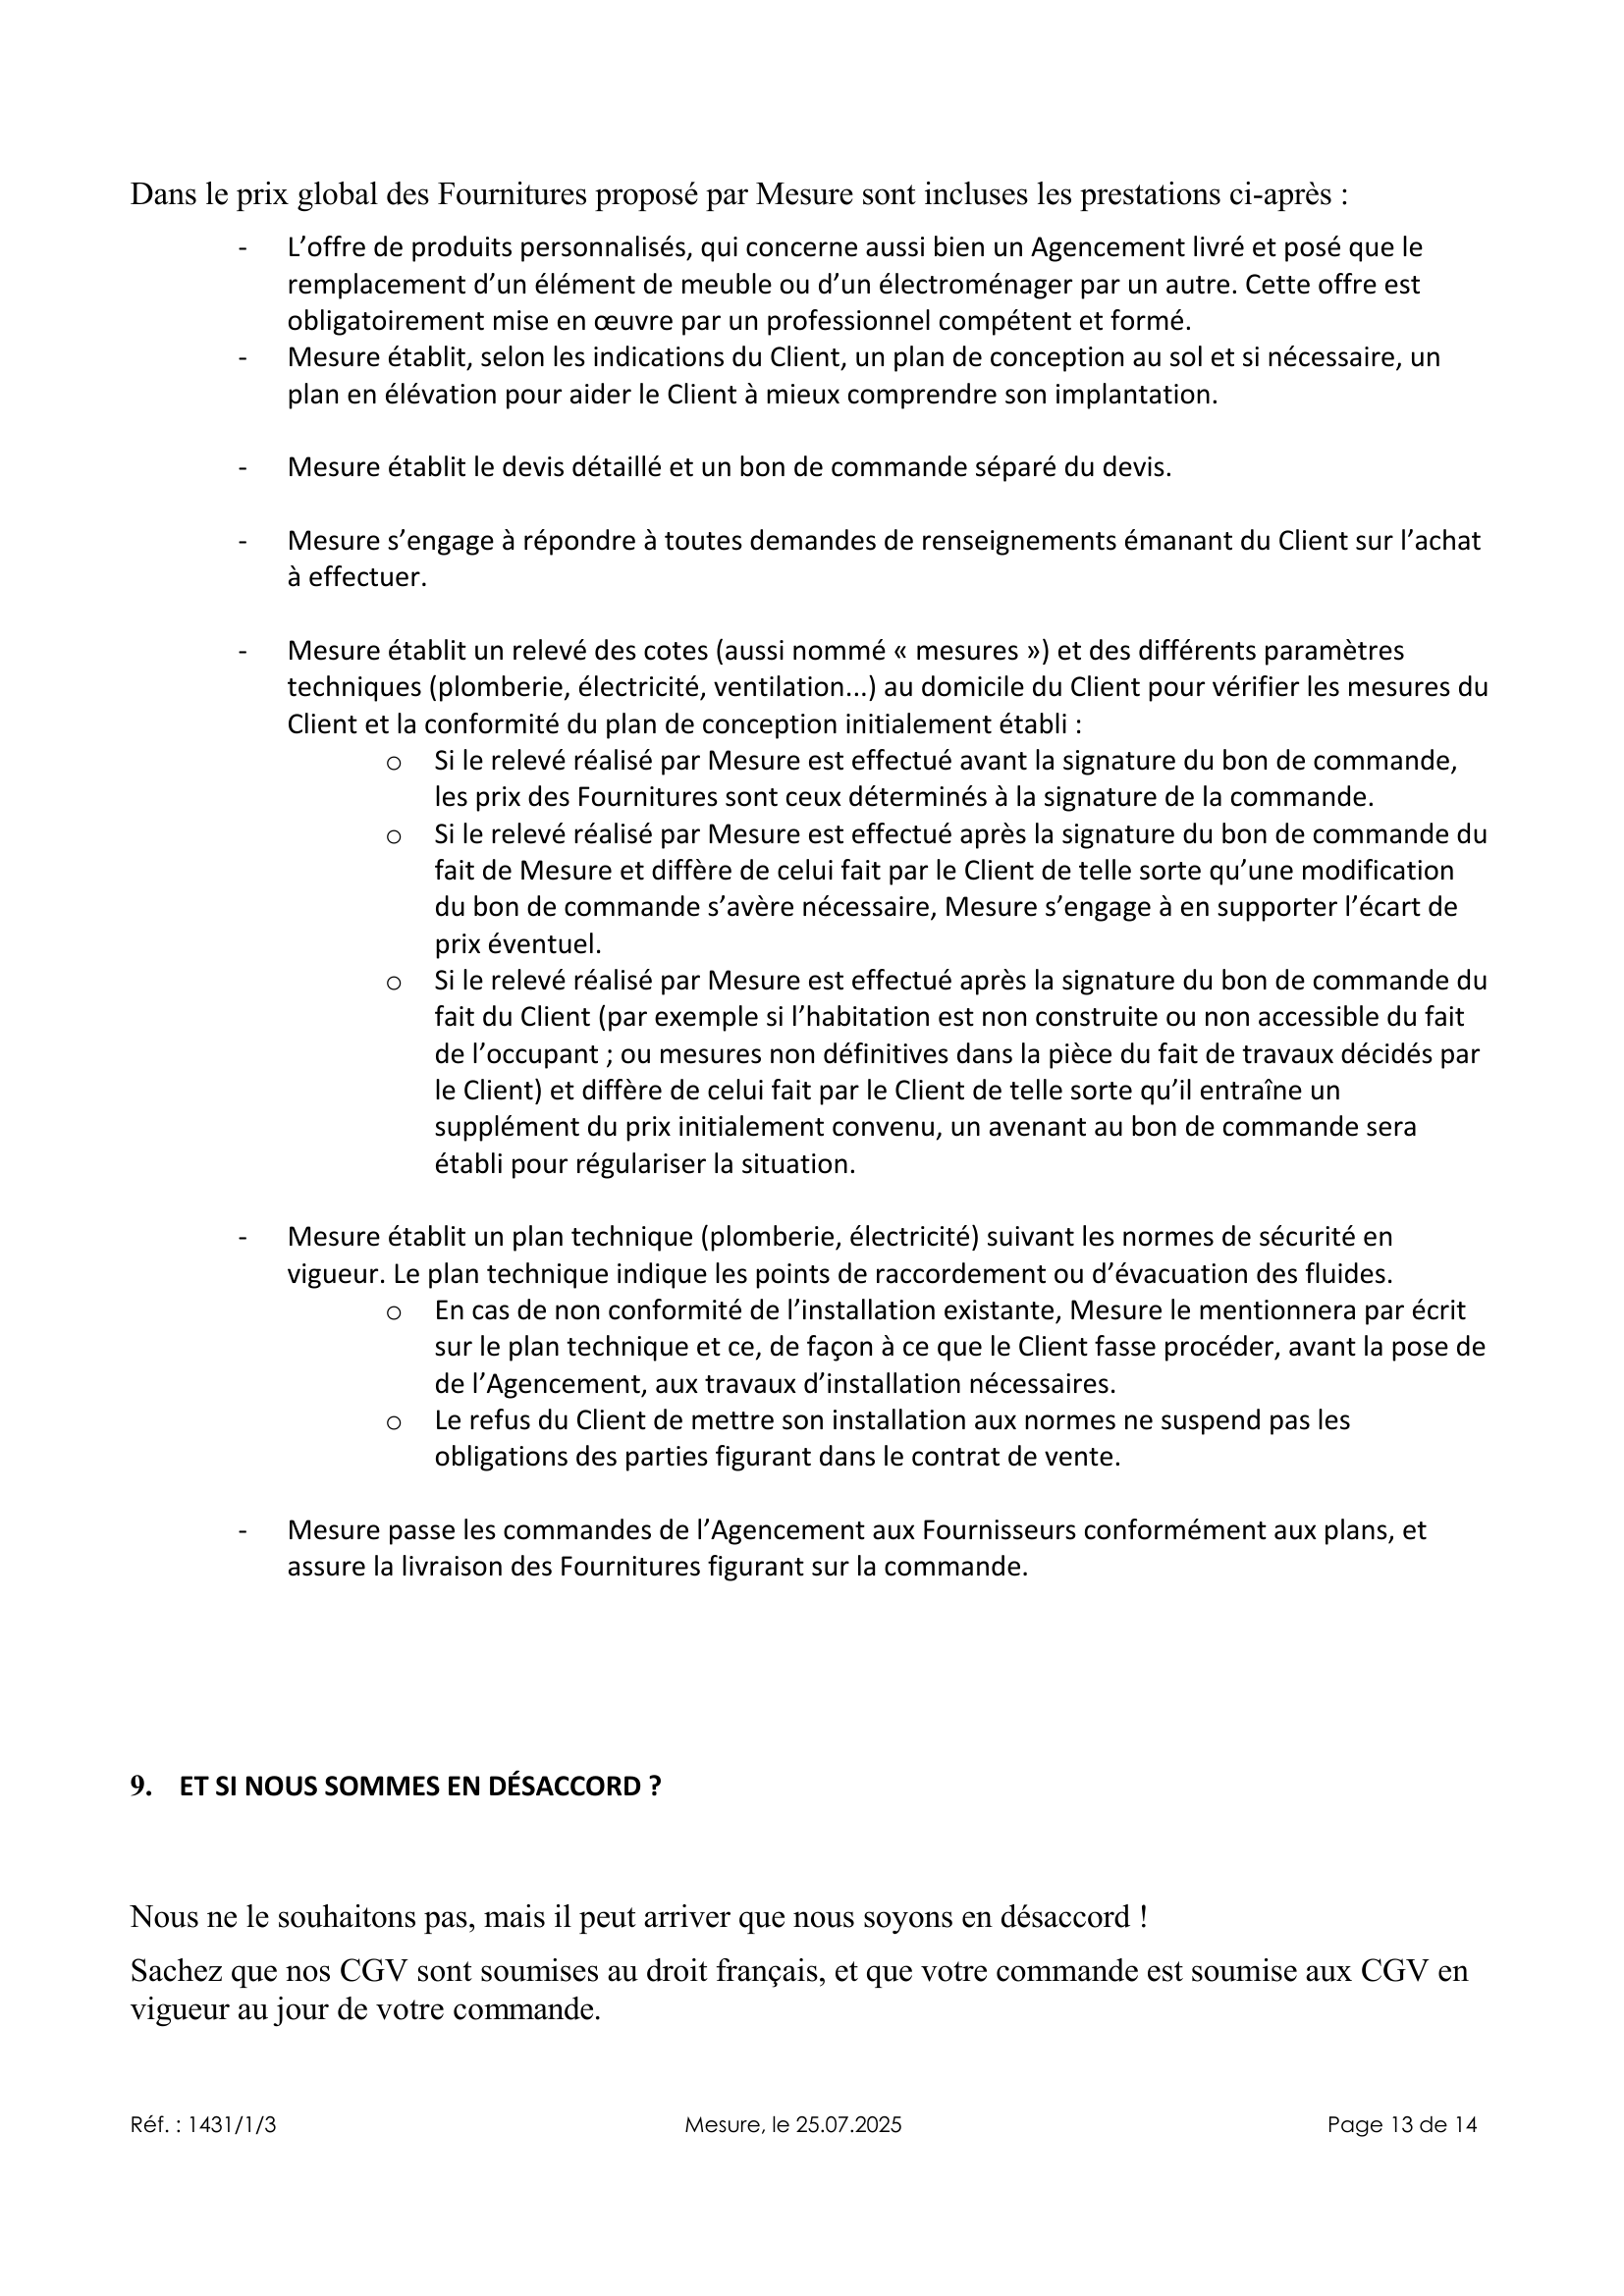 Dans le prix global des Fournitures proposé par Mesure sont incluses les prestations ci-après :
- L’offre de produits personnalisés, qui concerne aussi bien un Agencement livré et posé que le
remplacement d’un élément de meuble ou d’un électroménager par un autre. Cette offre est
obligatoirement mise en œuvre par un professionnel compétent et formé.
- Mesure établit, selon les indications du Client, un plan de conception au sol et si nécessaire, un
plan en élévation pour aider le Client à mieux comprendre son implantation.
- Mesure établit le devis détaillé et un bon de commande séparé du devis.
- Mesure s’engage à répondre à toutes demandes de renseignements émanant du Client sur l’achat
à effectuer.
- Mesure établit un relevé des cotes (aussi nommé « mesures ») et des différents paramètres
techniques (plomberie, électricité, ventilation...) au domicile du Client pour vérifier les mesures du
Client et la conformité du plan de conception initialement établi :
o Si le relevé réalisé par Mesure est effectué avant la signature du bon de commande,
les prix des Fournitures sont ceux déterminés à la signature de la commande.
o Si le relevé réalisé par Mesure est effectué après la signature du bon de commande du
fait de Mesure et diffère de celui fait par le Client de telle sorte qu’une modification
du bon de commande s’avère nécessaire, Mesure s’engage à en supporter l’écart de
prix éventuel.
o Si le relevé réalisé par Mesure est effectué après la signature du bon de commande du
fait du Client (par exemple si l’habitation est non construite ou non accessible du fait
de l’occupant ; ou mesures non définitives dans la pièce du fait de travaux décidés par
le Client) et diffère de celui fait par le Client de telle sorte qu’il entraîne un
supplément du prix initialement convenu, un avenant au bon de commande sera
établi pour régulariser la situation.
- Mesure établit un plan technique (plomberie, électricité) suivant les normes de sécurité en
vigueur. Le plan technique indique les points de raccordement ou d’évacuation des fluides.
o En cas de non conformité de l’installation existante, Mesure le mentionnera par écrit
sur le plan technique et ce, de façon à ce que le Client fasse procéder, avant la pose de
de l’Agencement, aux travaux d’installation nécessaires.
o Le refus du Client de mettre son installation aux normes ne suspend pas les
obligations des parties figurant dans le contrat de vente.
- Mesure passe les commandes de l’Agencement aux Fournisseurs conformément aux plans, et
assure la livraison des Fournitures figurant sur la commande.
9. ET SI NOUS SOMMES EN DÉSACCORD ?
Nous ne le souhaitons pas, mais il peut arriver que nous soyons en désaccord !
Sachez que nos CGV sont soumises au droit français, et que votre commande est soumise aux CGV en
vigueur au jour de votre commande.
Réf. : 1431/1/3 Mesure, le 25.07.2025 Page 13 de 14